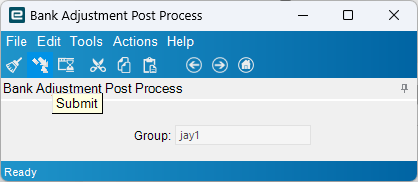 Bank Adjustment Post Process
File Edit Tools Actions Help
Bank Adjustment Post Process
Submit
Group: jay1
Ready